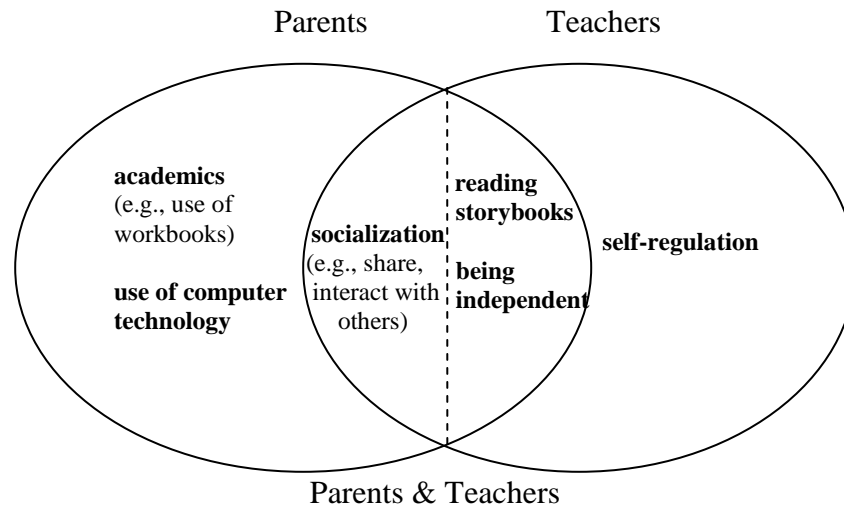 Parents
Teachers
academics
(e.g., use of
workbooks)
use of computer
technology
socialization
(e.g., share,
interact with
others)
reading
storybooks
being
independent
self-regulation
Parents & Teachers